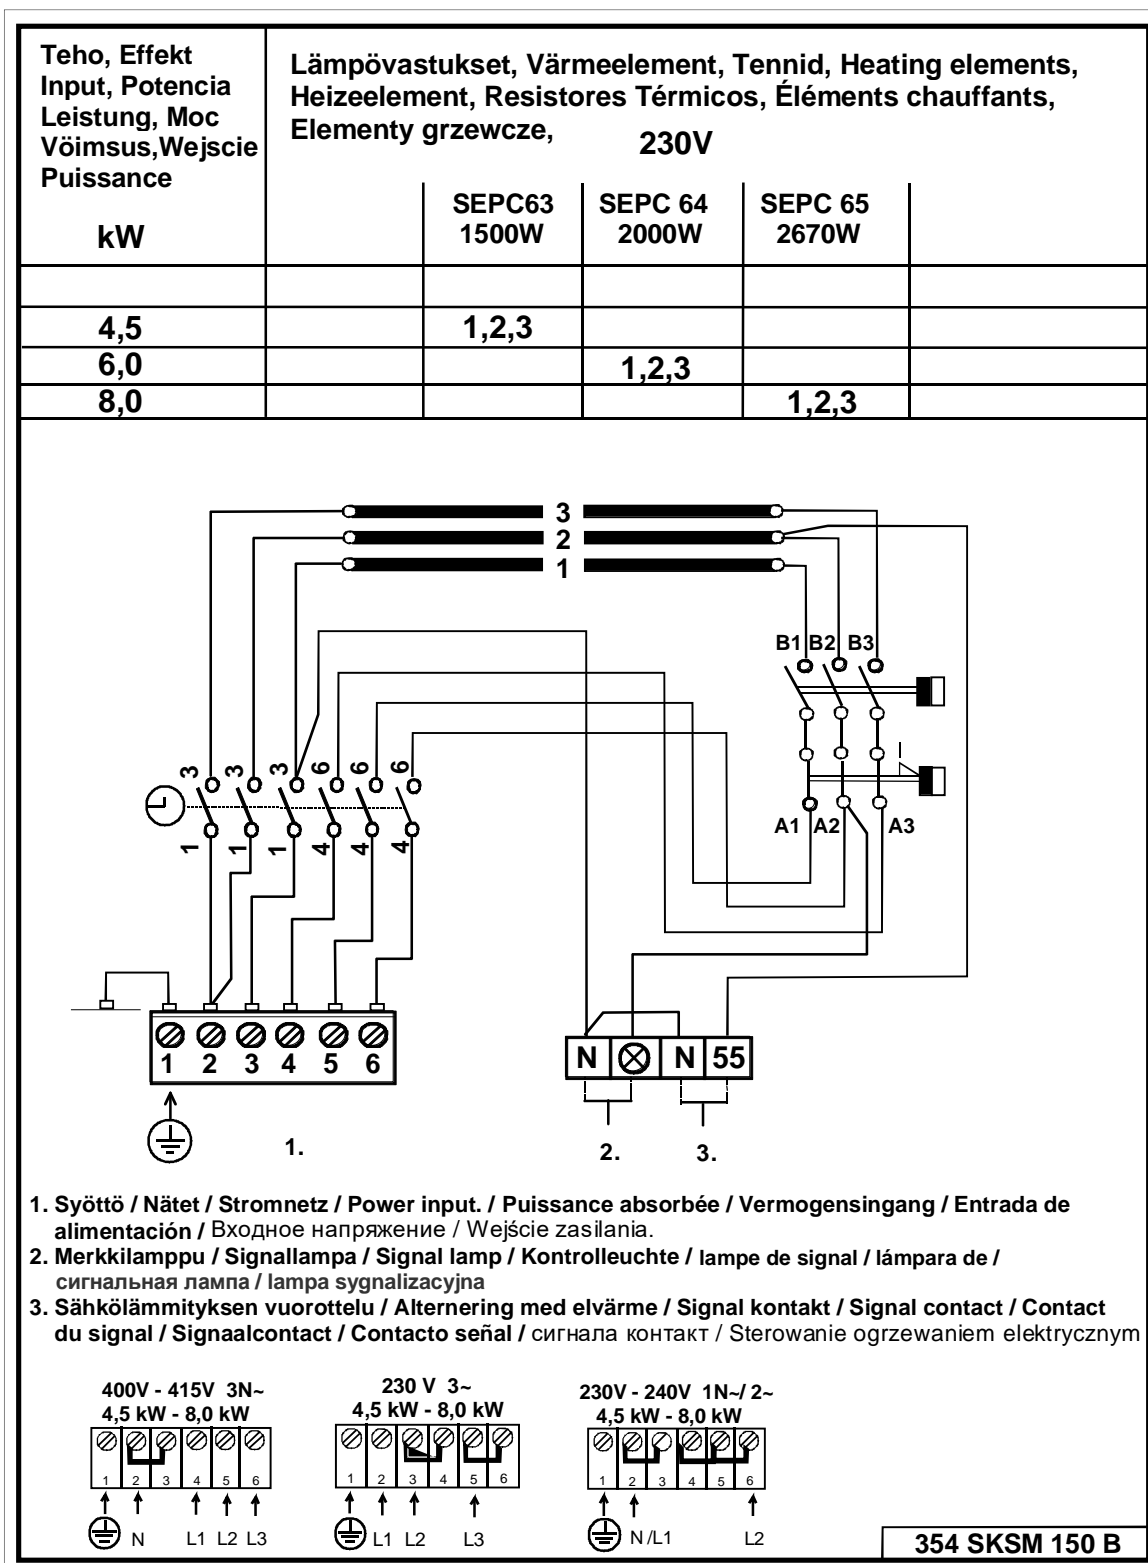 Teho, Effekt
Input, Potencia
Leistung, Moc
Vöimsus,Wejscie
Puissance
kW
Lämpövastukset, Värmeelement, Tennid, Heating elements,
Heizeelement, Resistores Térmicos, Éléments chauffants,
Elementy grzewcze, 230V
SEPC63 SEPC 64 SEPC 65
1500W 2000W 2670W
4,5 1,2,3
6,0 1,2,3
8,0 1,2,3
3
2
1
B1 B2 B3
3 3 3 6 6 6
1 1 1 4 4 4
A1 A2 A3
1 2 3 4 5 6
N N 55
1. 2. 3.
1. Syöttö / Nätet / Stromnetz / Power input. / Puissance absorbée / Vermogensingang / Entrada de
alimentación / Входное напряжение / Wejście zasilania.
2. Merkkilamppu / Signallampa / Signal lamp / Kontrolleuchte / lampe de signal / lámpara de /
сигнальная лампа / lampa sygnalizacyjna
3. Sähkölämmityksen vuorottelu / Alternering med elvärme / Signal kontakt / Signal contact / Contact
du signal / Signaalcontact / Contacto señal / сигнала контакт / Sterowanie ogrzewaniem elektrycznym
400V - 415V 3N~
4,5 kW - 8,0 kW
1 2 3 4 5 6
N L1 L2 L3
230 V 3~
4,5 kW - 8,0 kW
1 2 3 4 5 6
L1 L2 L3
230V - 240V 1N~/ 2~
4,5 kW - 8,0 kW
1 2 3 4 5 6
N /L1 L2
354 SKSM 150 B